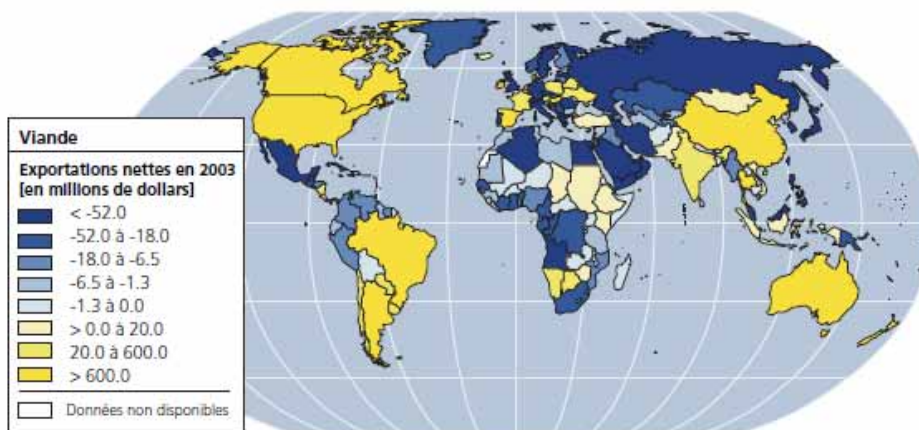 Viande
Exportations nettes en 2003
[en millions de dollars]
< -52.0
-52.0 à -18.0
-18.0 à -6.5
-6.5 à -1.3
-1.3 à 0.0
> 0.0 à 20.0
20.0 à 600.0
> 600.0
Données non disponibles